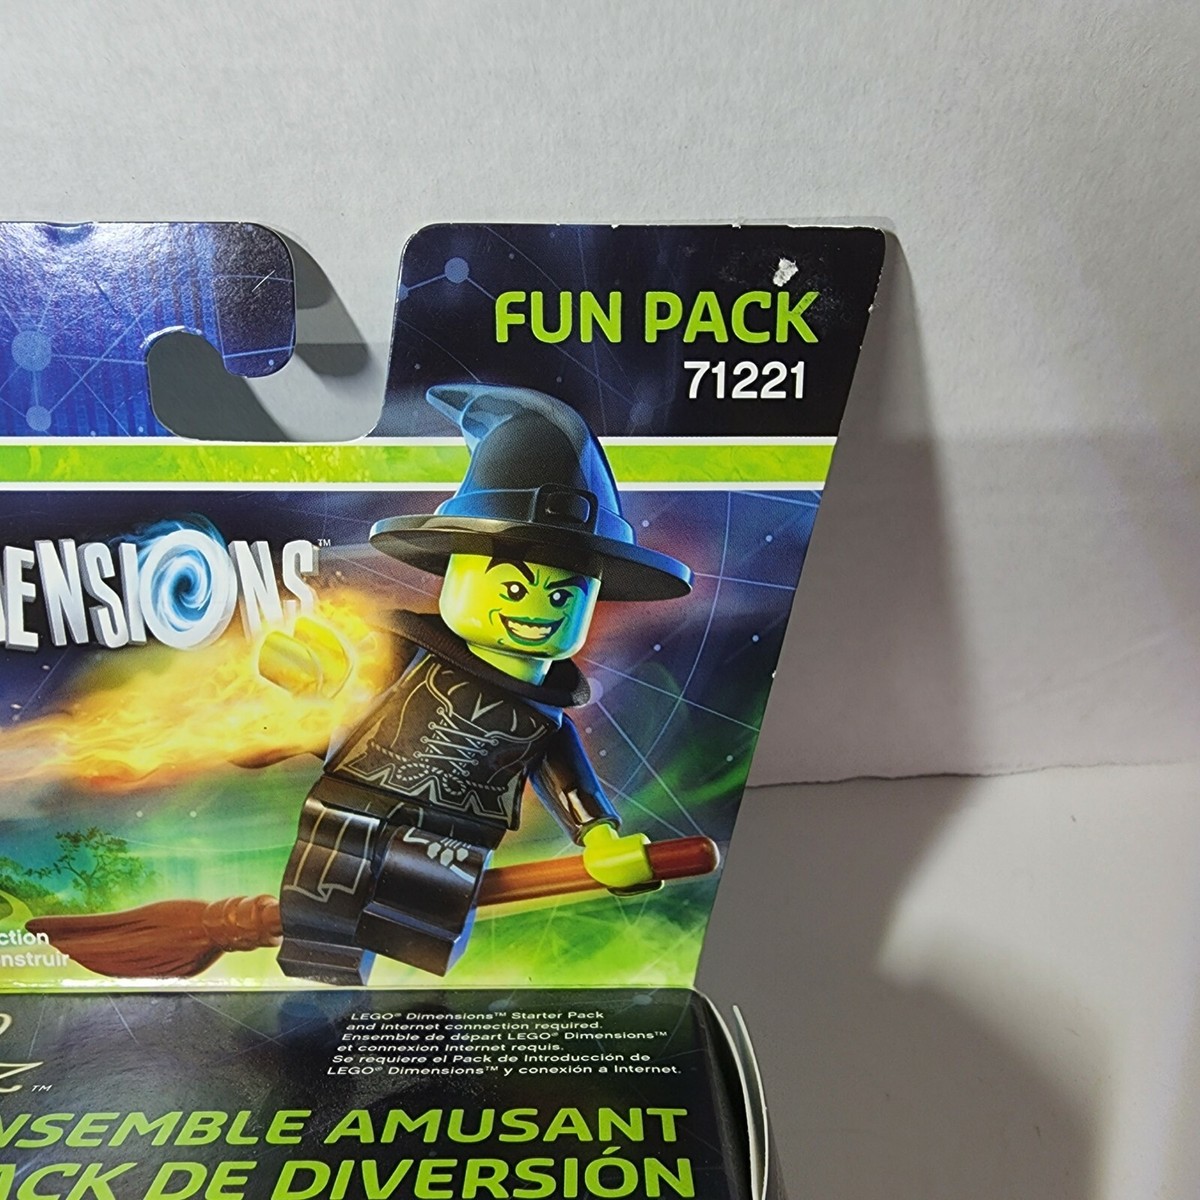 FUN PACK
71221
ENSIONS™
ction
nstruir
LEGO® Dimensions™ Starter Pack
and internet connection required.
Ensemble de départ LEGO® Dimensions™
et connexion Internet requis.
Se requiere el Pack de Introducción de
LEGO® Dimensions™ y conexión a Internet.
™
NSEMBLE AMUSANT
ACK DE DIVERSIÓN